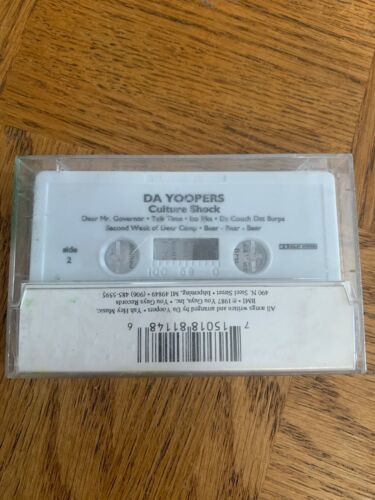 DA YOOPERS
Culture Shock
Dear Mr. Governor • Talk Time • • Da Couch Dat Burps
Second Week of Deer Camp • Beer - Fear - Beer
side
2
100 50 0
All songs written and arranged by Da Yoopers • Yah Hey Music.
BMI ℗ 1987 You Guys, Inc. • You Guys Records
490 N. Steel Street • Ishpeming, MI 49849 • (906) 485-5595
7 15018 81148 6